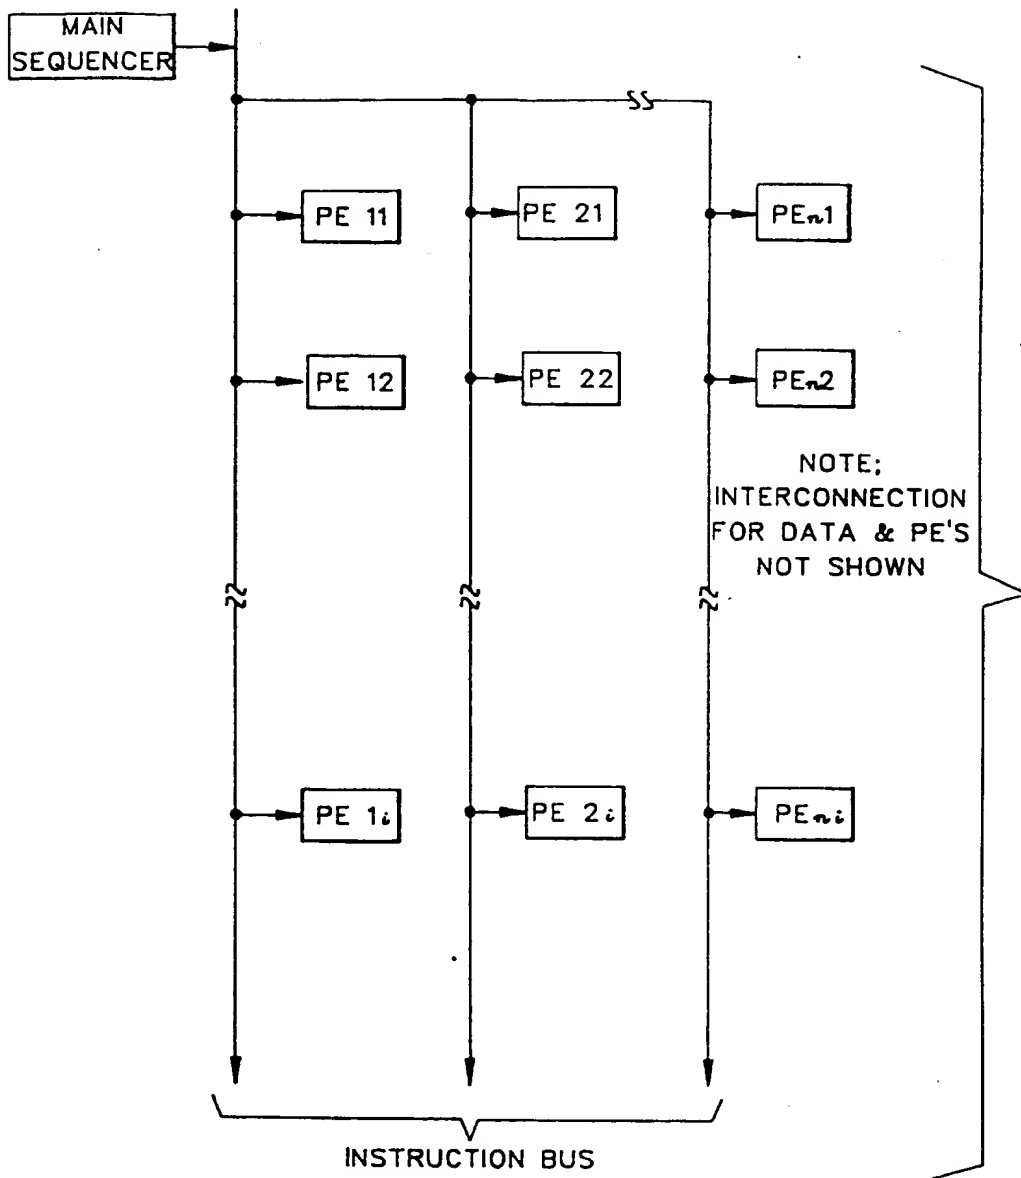 MAIN
SEQUENCER
PE 11
PE 21
PEn1
PE 12
PE 22
PEn2
NOTE;
INTERCONNECTION
FOR DATA & PE'S
NOT SHOWN
PE 1i
PE 2i
PEni
INSTRUCTION BUS